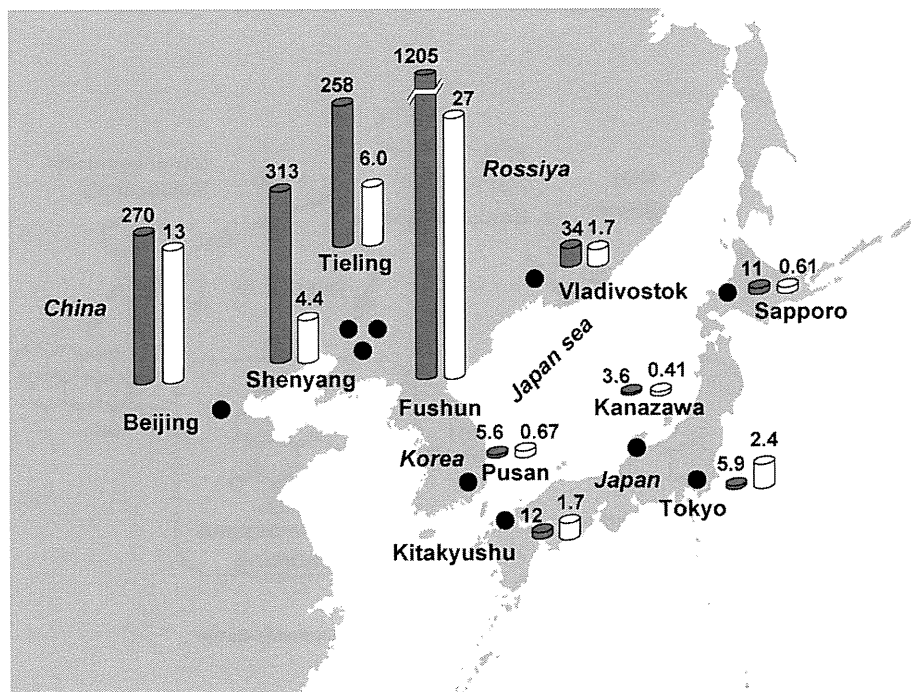 1205
258
27
6.0
Rossiya
313
270
13
34 1.7
Tieling
11 0.61
China
Vladivostok
Sapporo
4.4
Japan sea
3.6 0.41
Shenyang
Kanazawa
Beijing
Fushun
5.6 0.67
2.4
Korea
Pusan
5.9
Japan
Tokyo
12 1.7
Kitakyushu